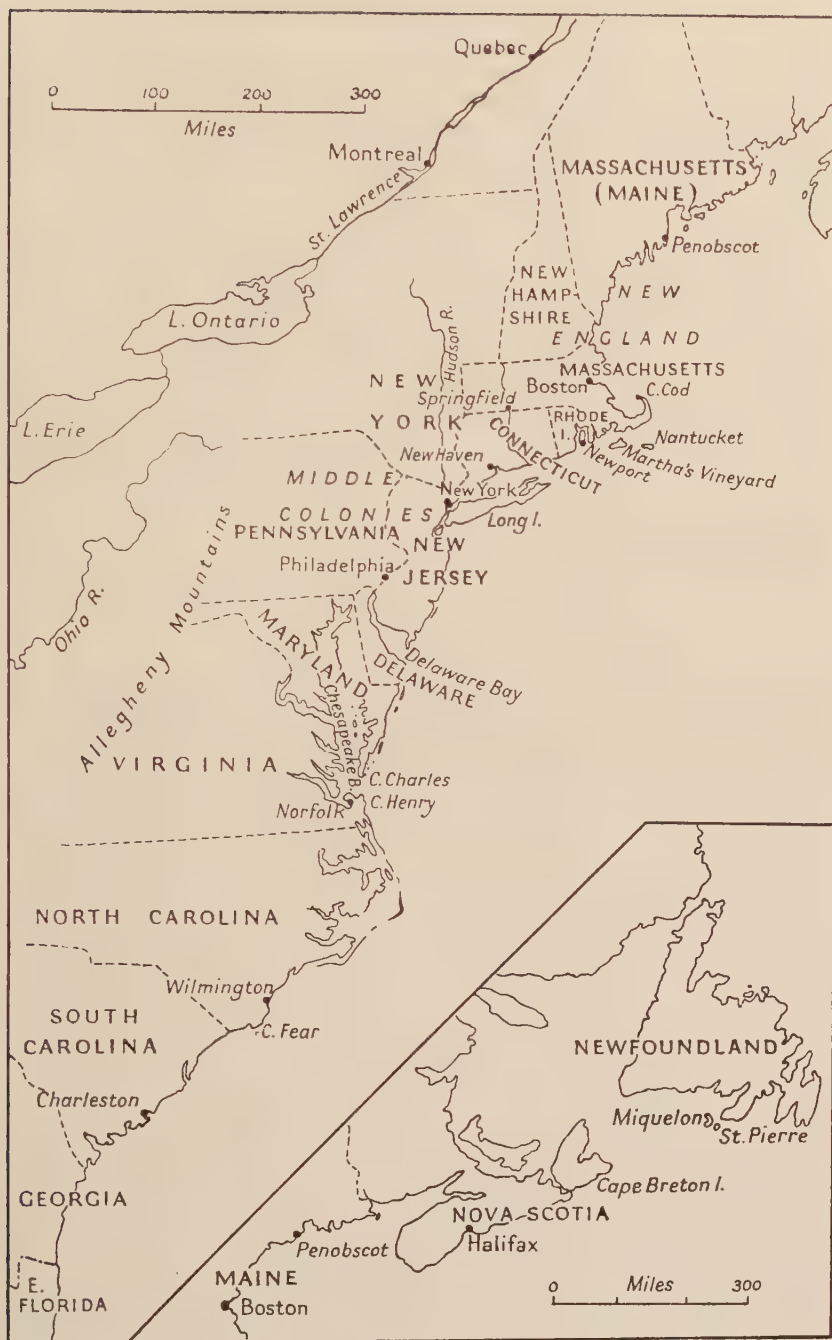 Quebec
0 100 200 300
Miles
Montreal
St. Lawrence
MASSACHUSETTS
(MAINE)
Penobscot
NEW
HAMP-
SHIRE
NEW
ENGLAND
L. Ontario
Hudson R.
L. Erie
NEW
YORK
MASSACHUSETTS
Boston
C. Cod
Springfield
RHODE
I.
CONNECTICUT
Nantucket
Martha's Vineyard
Newport
New Haven
MIDDLE
COLONIES
New York
Long I.
PENNSYLVANIA
NEW
JERSEY
Philadelphia
Ohio R.
Allegheny Mountains
MARYLAND
Delaware Bay
DELAWARE
Chesapeake B.
VIRGINIA
C. Charles
C. Henry
Norfolk
NORTH CAROLINA
Wilmington
C. Fear
SOUTH
CAROLINA
Charleston
GEORGIA
E.
FLORIDA
NEWFOUNDLAND
Miquelon
St. Pierre
Cape Breton I.
NOVA SCOTIA
Halifax
Penobscot
MAINE
Boston
0 Miles 300